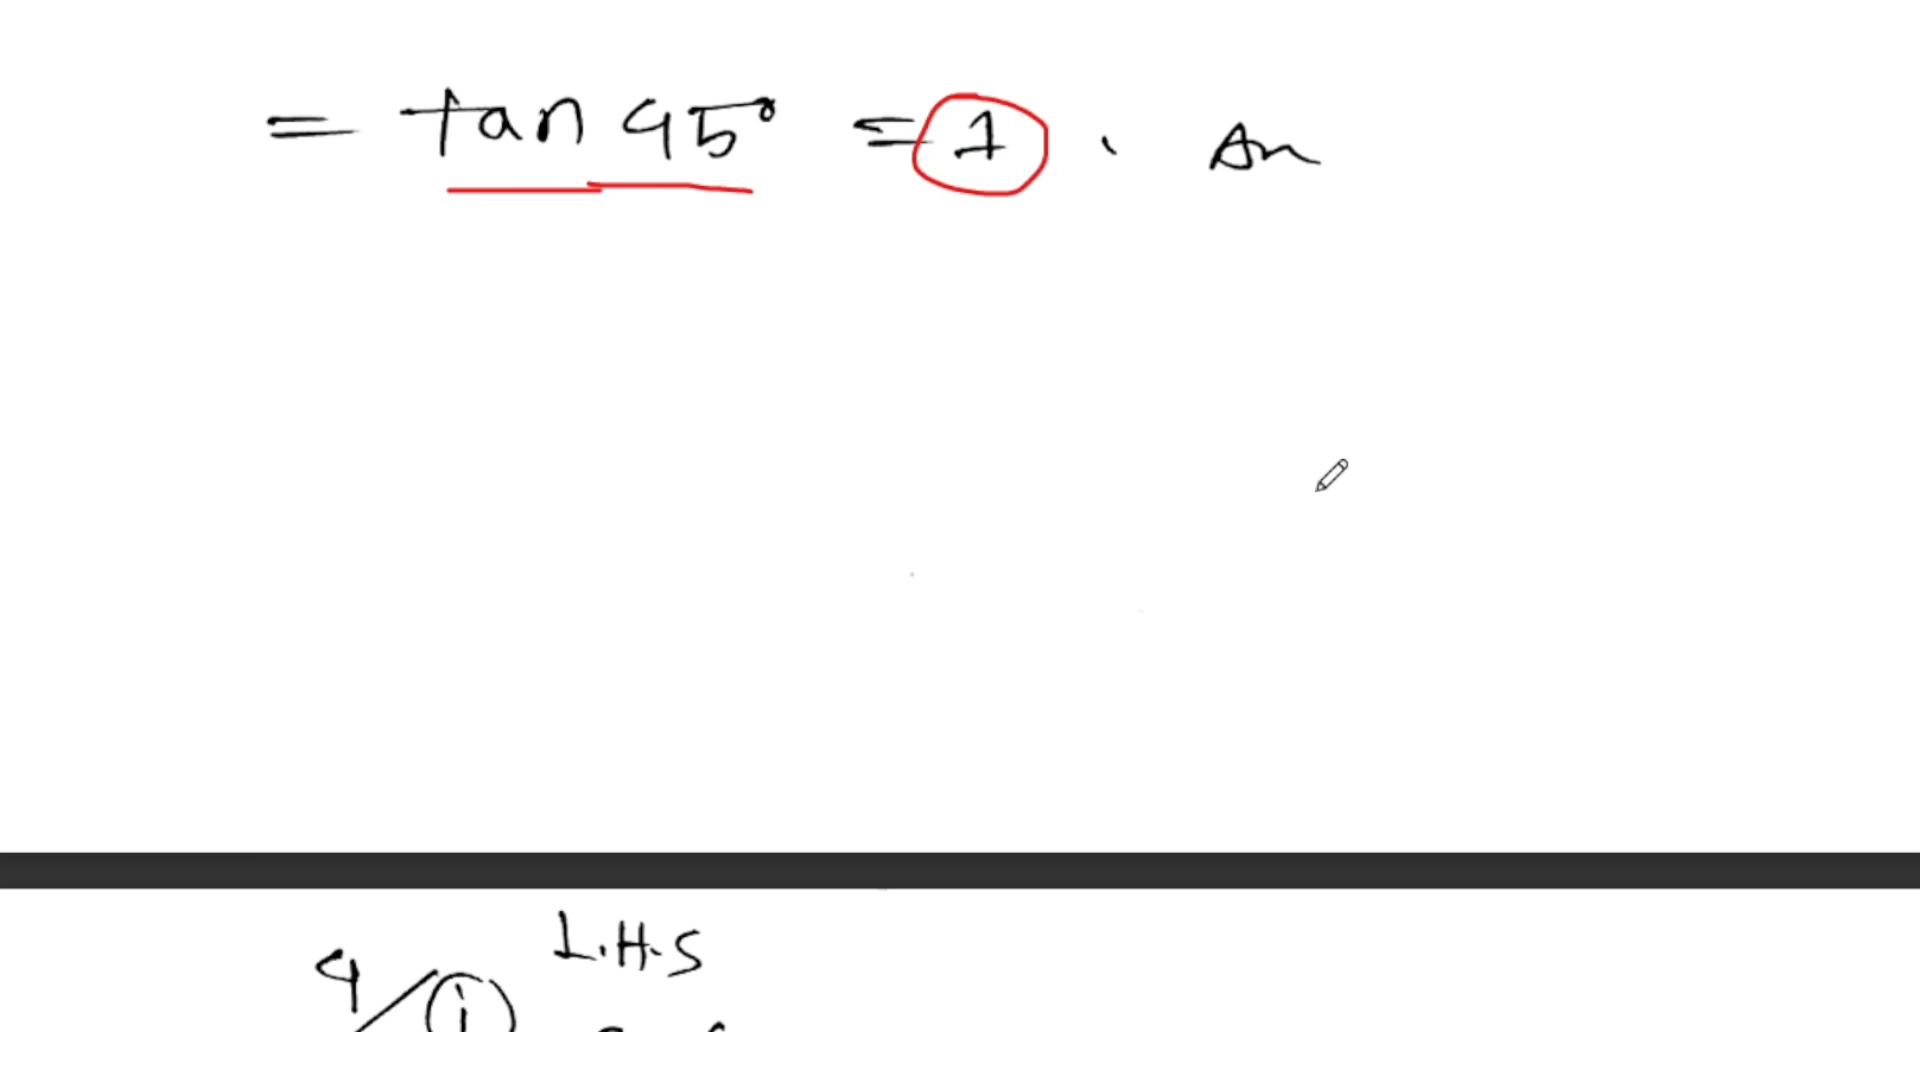 = tan 45° = 1 . An
L.H.S
4/ⓘ